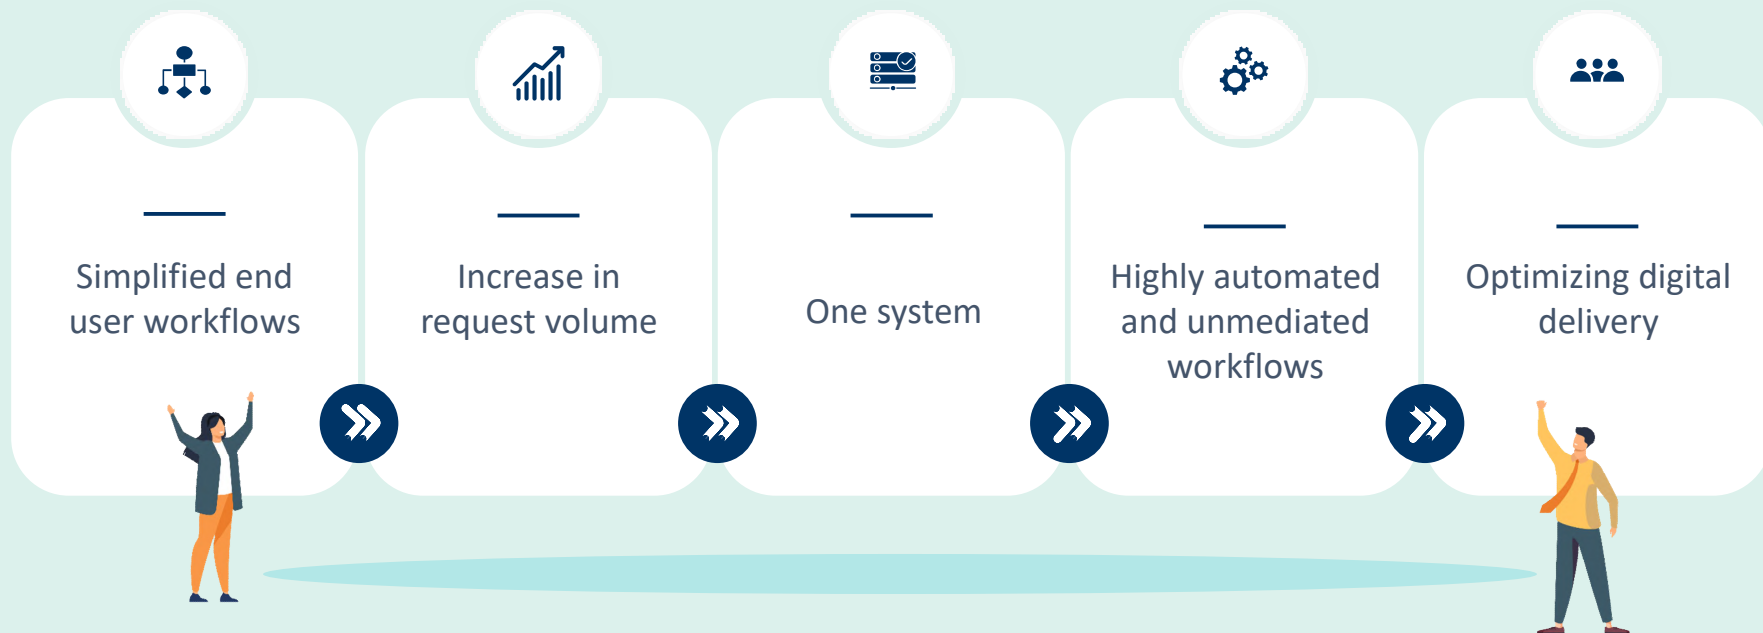 Simplified end
user workflows
Increase in
request volume
One system
Highly automated
and unmediated
workflows
Optimizing digital
delivery